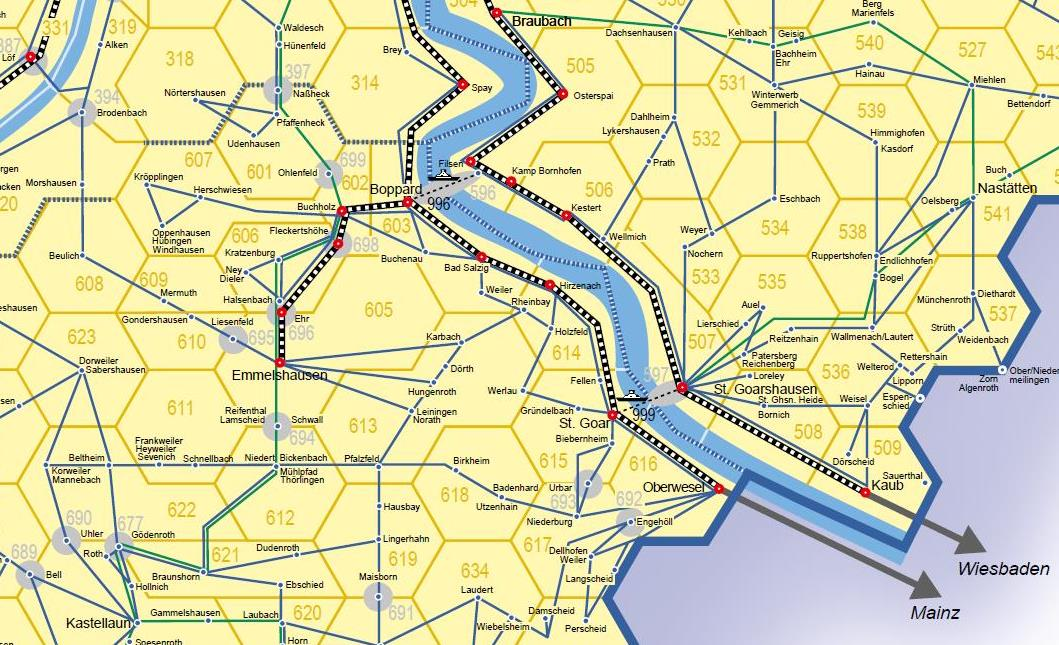 331
319
504
Braubach
530
Berg
Marienfels
Waldesch
Dachsenhausen
Kehlbach
Geisig
540
387
Löf
Alken
Hünenfeld
Brey
Bachheim
Ehr
527
543
318
397
314
505
531
Hainau
Miehlen
394
Nörtershausen
Naßheck
Spay
Osterspai
Winterwerb
Gemmerich
539
Bettendorf
Brodenbach
Pfaffenheck
Dahlheim
Lykershausen
532
Himmighofen
Kasdorf
Udenhausen
607
601
699
Ohlenfeld
602
Filsen
Kamp Bornhofen
Prath
Buch
Morshausen
Kröpplingen
Herschwiesen
Boppard
996
596
506
Nastätten
20
Buchholz
Kestert
Eschbach
Oelsberg
541
Oppenhausen
Hübingen
Windhausen
606
Fleckertshöhe
603
Wellmich
Weyer
534
538
698
Kratzenburg
Buchenau
Bad Salzig
Nochern
Ruppertshofen
Endlichhofen
Beulich
Ney
Dieler
533
535
Bogel
608
609
Mermuth
Halsenbach
Weiler
Hirzenach
Münchenroth
Diethardt
605
Rheinbay
Auel
537
Gondershausen
Liesenfeld
Ehr
Lierschied
Strüth
623
610
695
696
Karbach
Holzfeld
507
Reitzenhain
Wallmenach/Lautert
Weidenbach
614
Patersberg
Reichenberg
Rettershain
Dorweiler
Sabershausen
Emmelshausen
Dörth
Fellen
597
Loreley
536
Welterod
Lipporn
Zorn
Algenroth
Ober/Nieder
meilingen
Hungenroth
Werlau
St. Goarshausen
St. Ghsn. Heide
Weisel
Espen-
schied
611
Reifenthal
Lamscheid
Schwall
Leiningen
Norath
Gründelbach
999
Bornich
613
St. Goar
694
Biebernheim
508
509
Frankweiler
Heyweiler
Sevenich
Beltheim
Schnellbach
Niedert
Bickenbach
Pfalzfeld
Birkheim
615
616
Dörscheid
Korweiler
Mannebach
Mühlpfad
Thörlingen
Badenhard
Urbar
Oberwesel
Sauerthal
Kaub
618
Utzenhain
693
692
622
612
Hausbay
Niederburg
Engehöll
690
677
Uhler
Gödenroth
Roth
Lingerhahn
617
689
621
Dudenroth
619
Dellhofen
Weiler
Wiesbaden
Bell
Braunshorn
Maisborn
634
Langscheid
Hollnich
Ebschied
Laudert
Mainz
Gammelshausen
Laubach
620
691
Damscheid
Kastellaun
Wiebelsheim
Perscheid
Horn